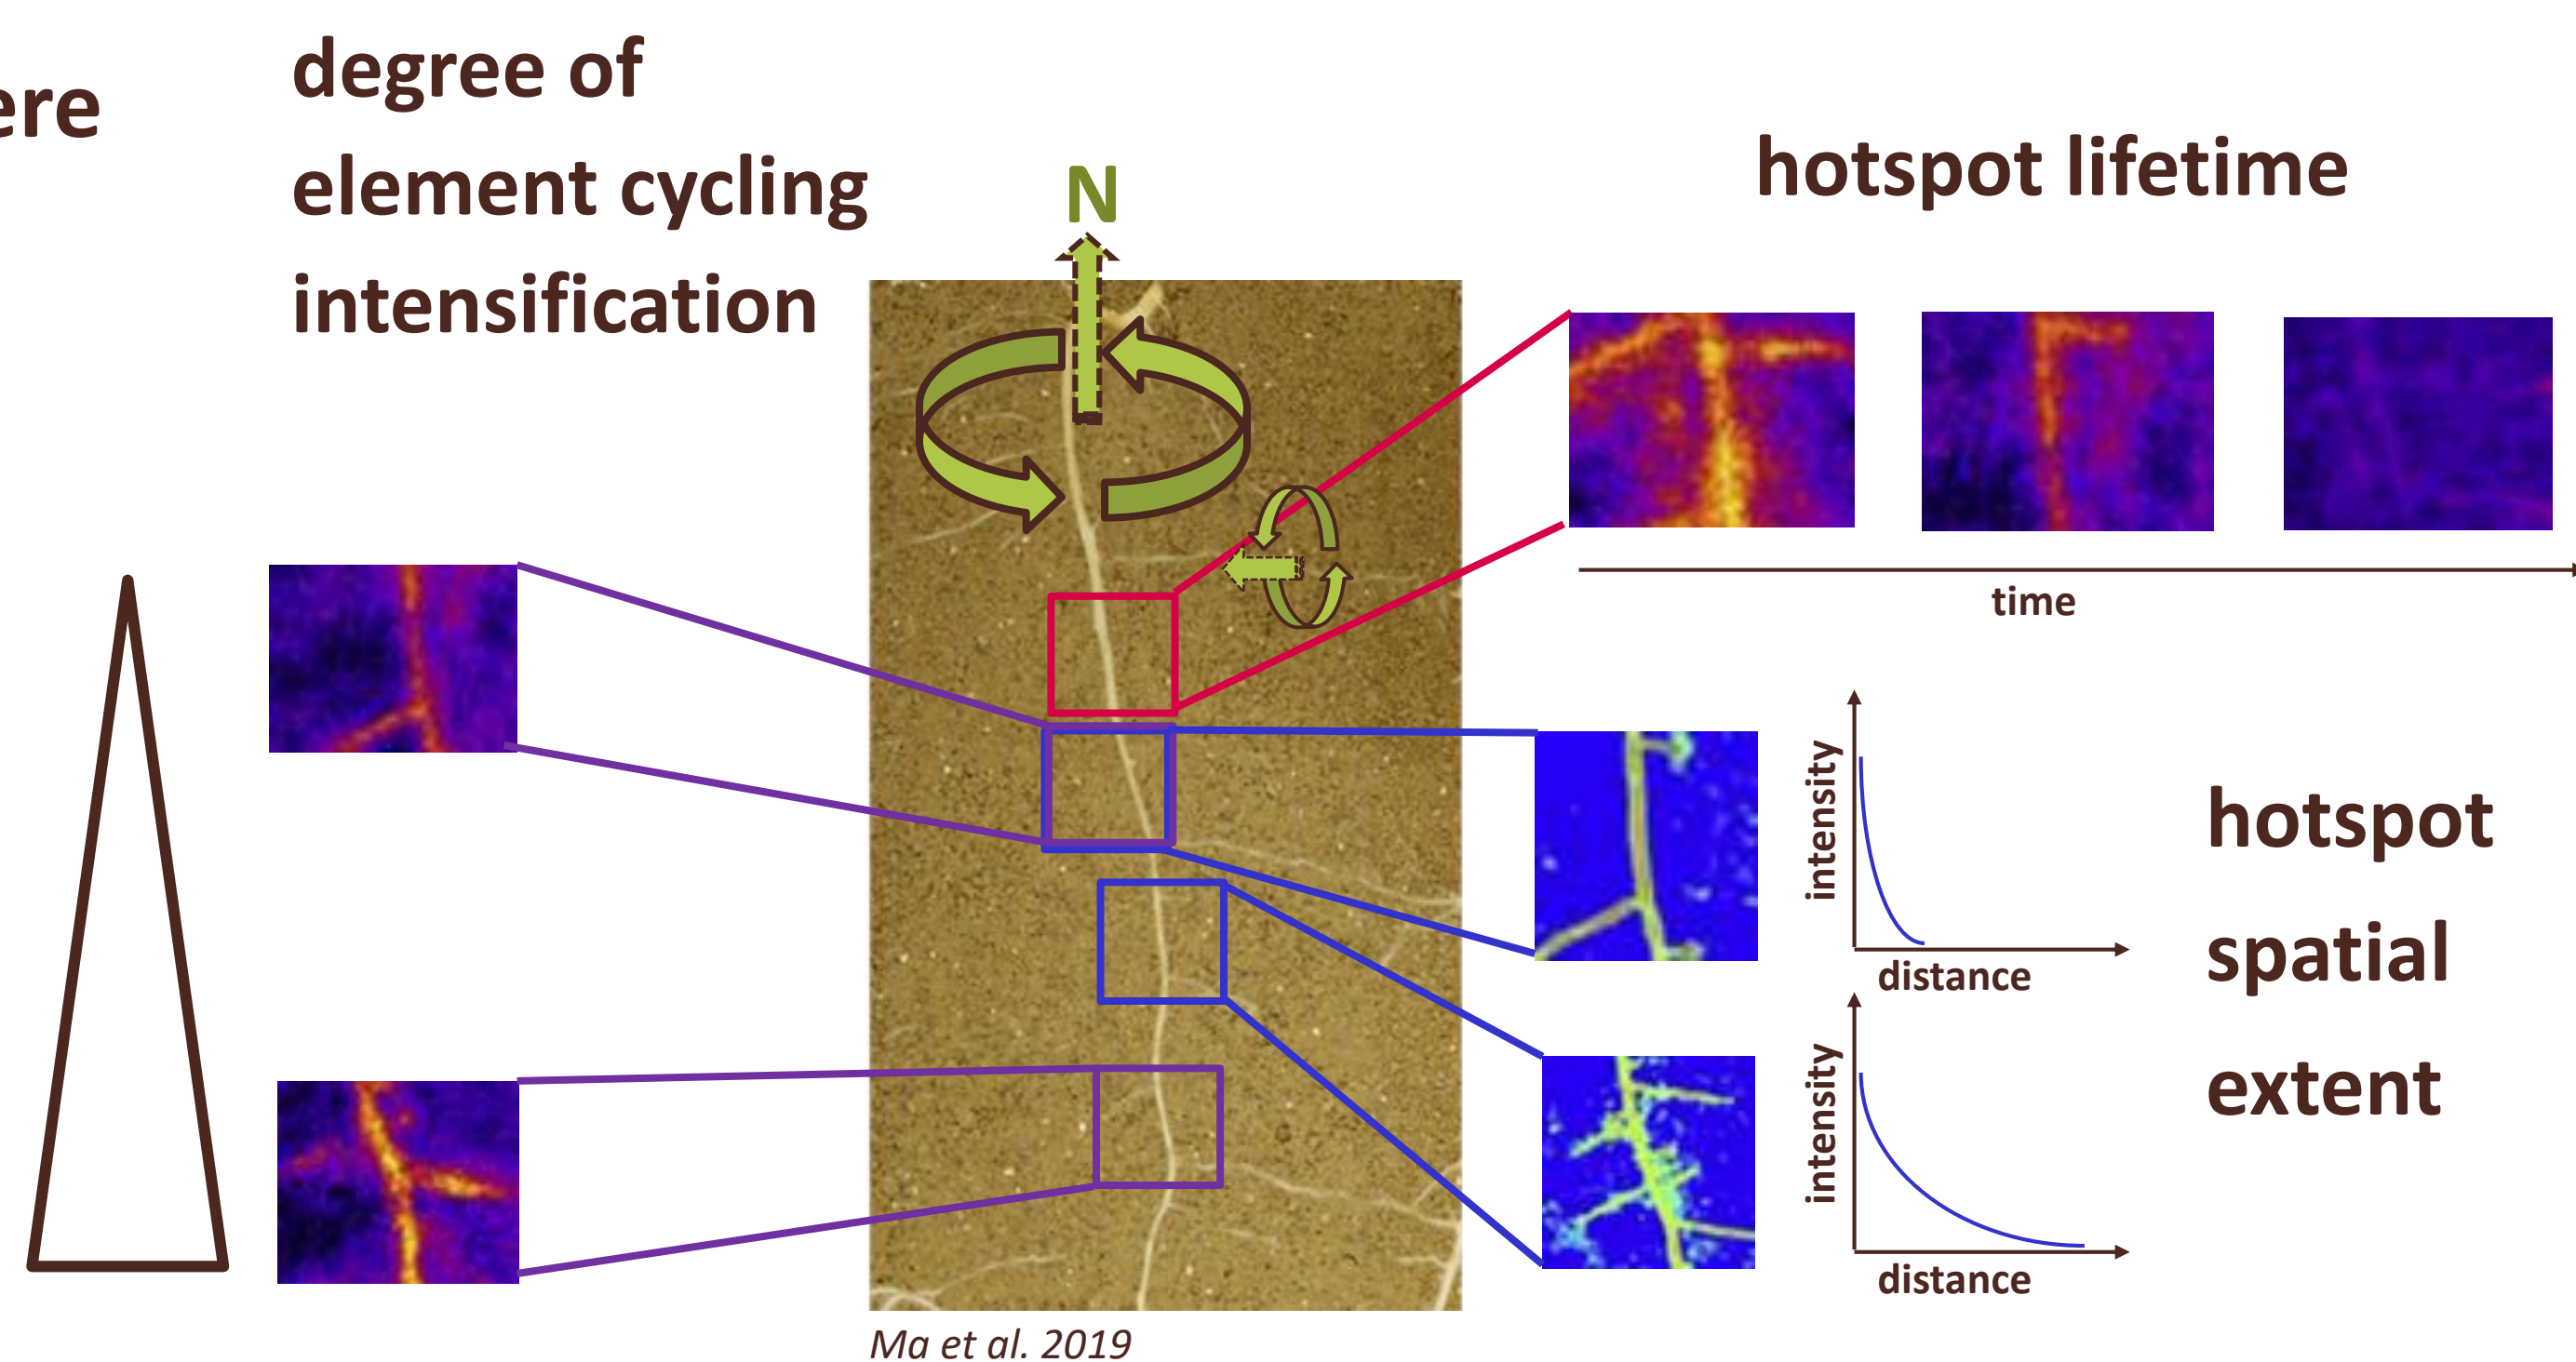 degree of
element cycling
intensification
N
hotspot lifetime
time
intensity
distance
hotspot
spatial
extent
intensity
distance
Ma et al. 2019